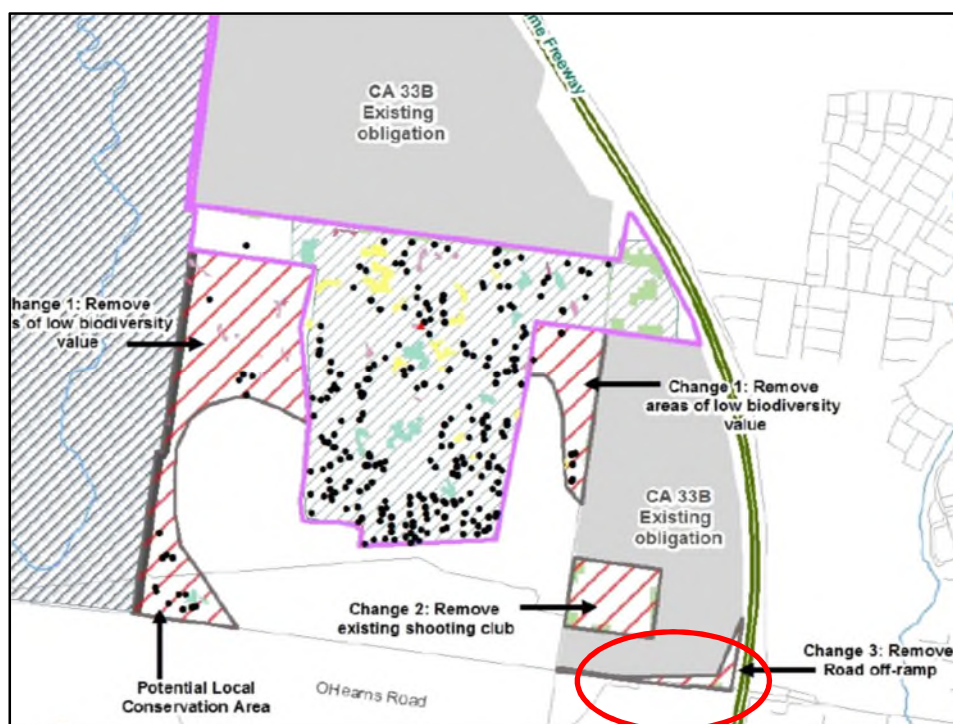 me Freeway
CA 33B
Existing
obligation
hange 1: Remove
s of low biodiversity
value
Change 1: Remove
areas of low biodiversity
value
CA 33B
Existing
obligation
Change 2: Remove
existing shooting club
Change 3: Remove
Road off-ramp
Potential Local
Conservation Area
OHearns Road